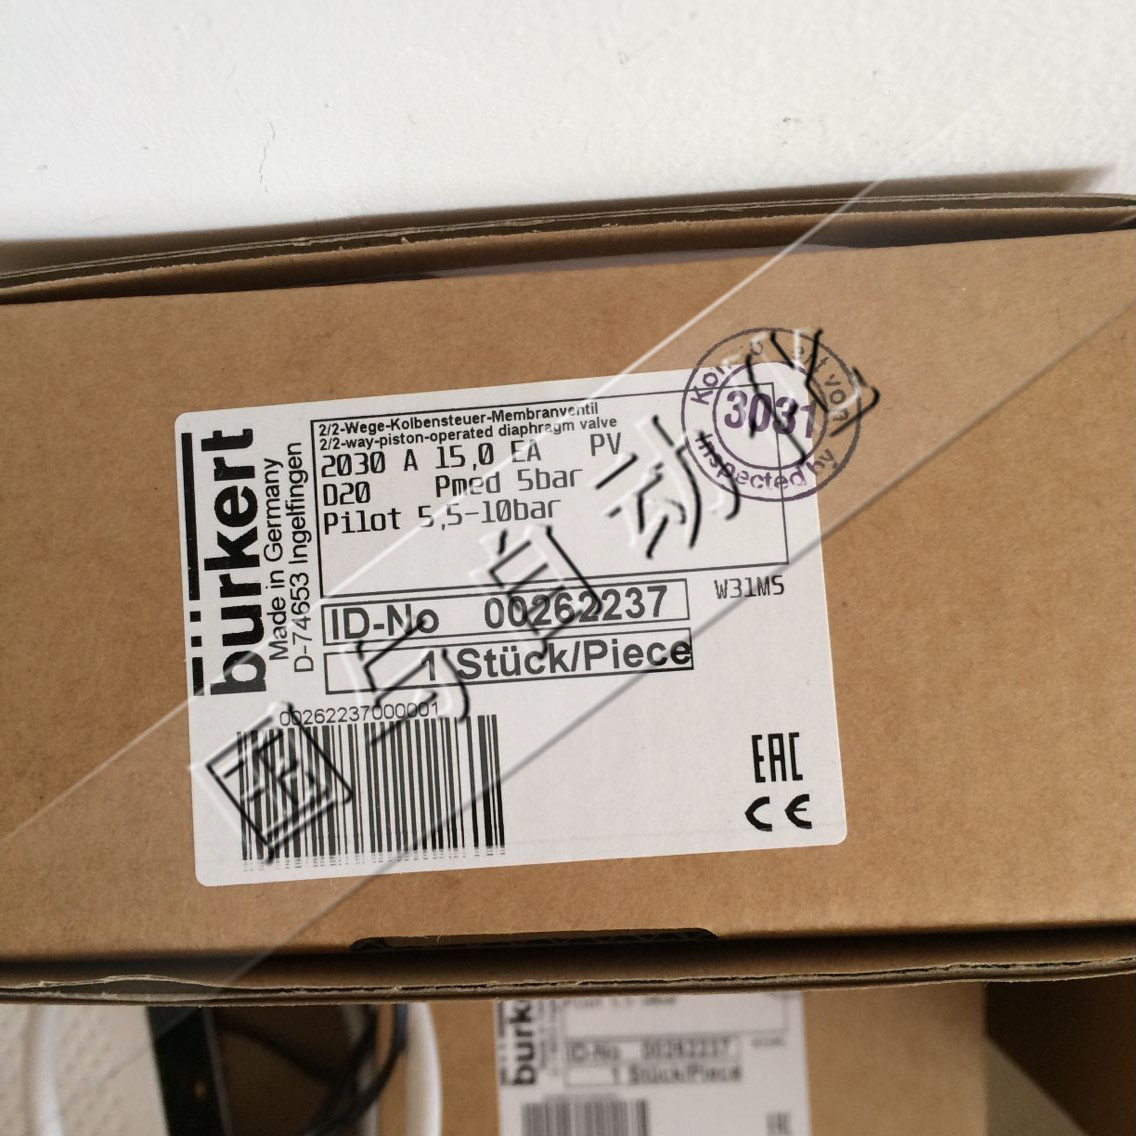 bürkert
Made in Germany
D-74653 Ingelfingen
2/2-Wege-Kolbensteuer-Membranventil
2/2-way-piston-operated diaphragm valve
2030 A 15,0 EA PV
D20 Pmed 5bar
Pilot 5,5-10bar
3031
Inspected by
W31MS
ID-No 00262237
1 Stück/Piece
00262237000001
EAC
CE
ID-No 00262237
1 Stück/Piece